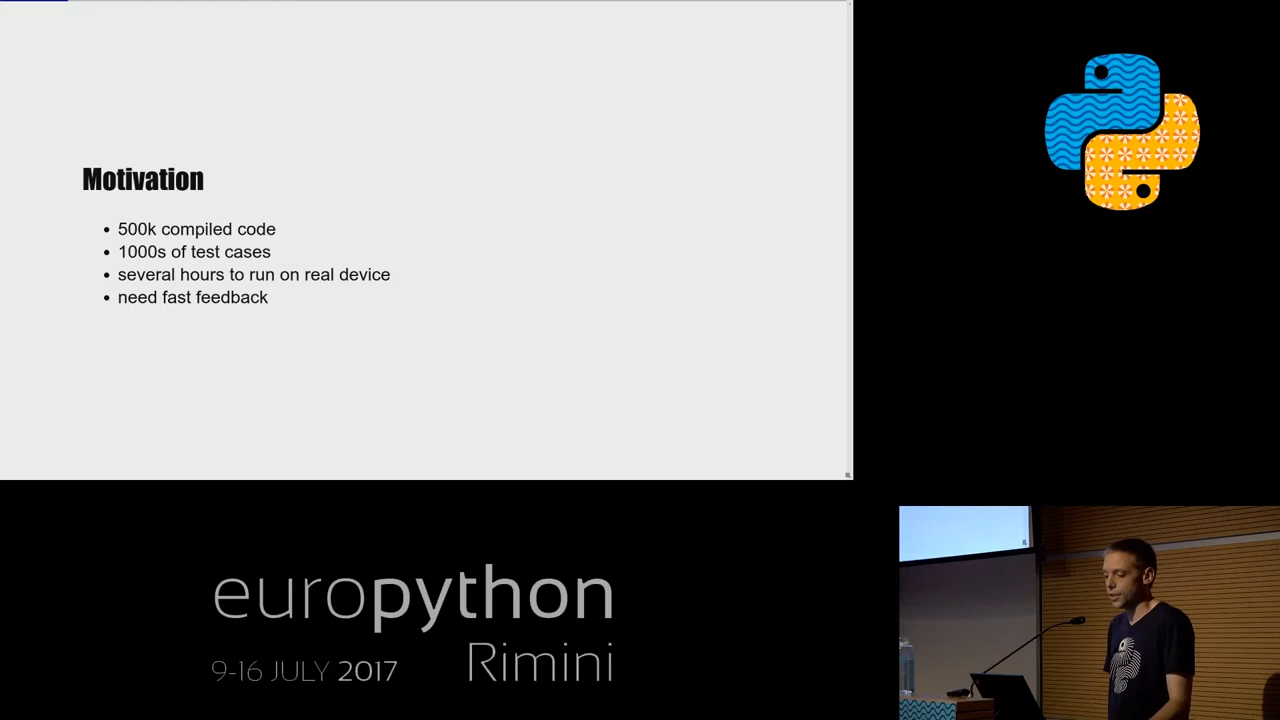 Motivation
500k compiled code
1000s of test cases
several hours to run on real device
need fast feedback
europython
9-16 JULY 2017 Rimini